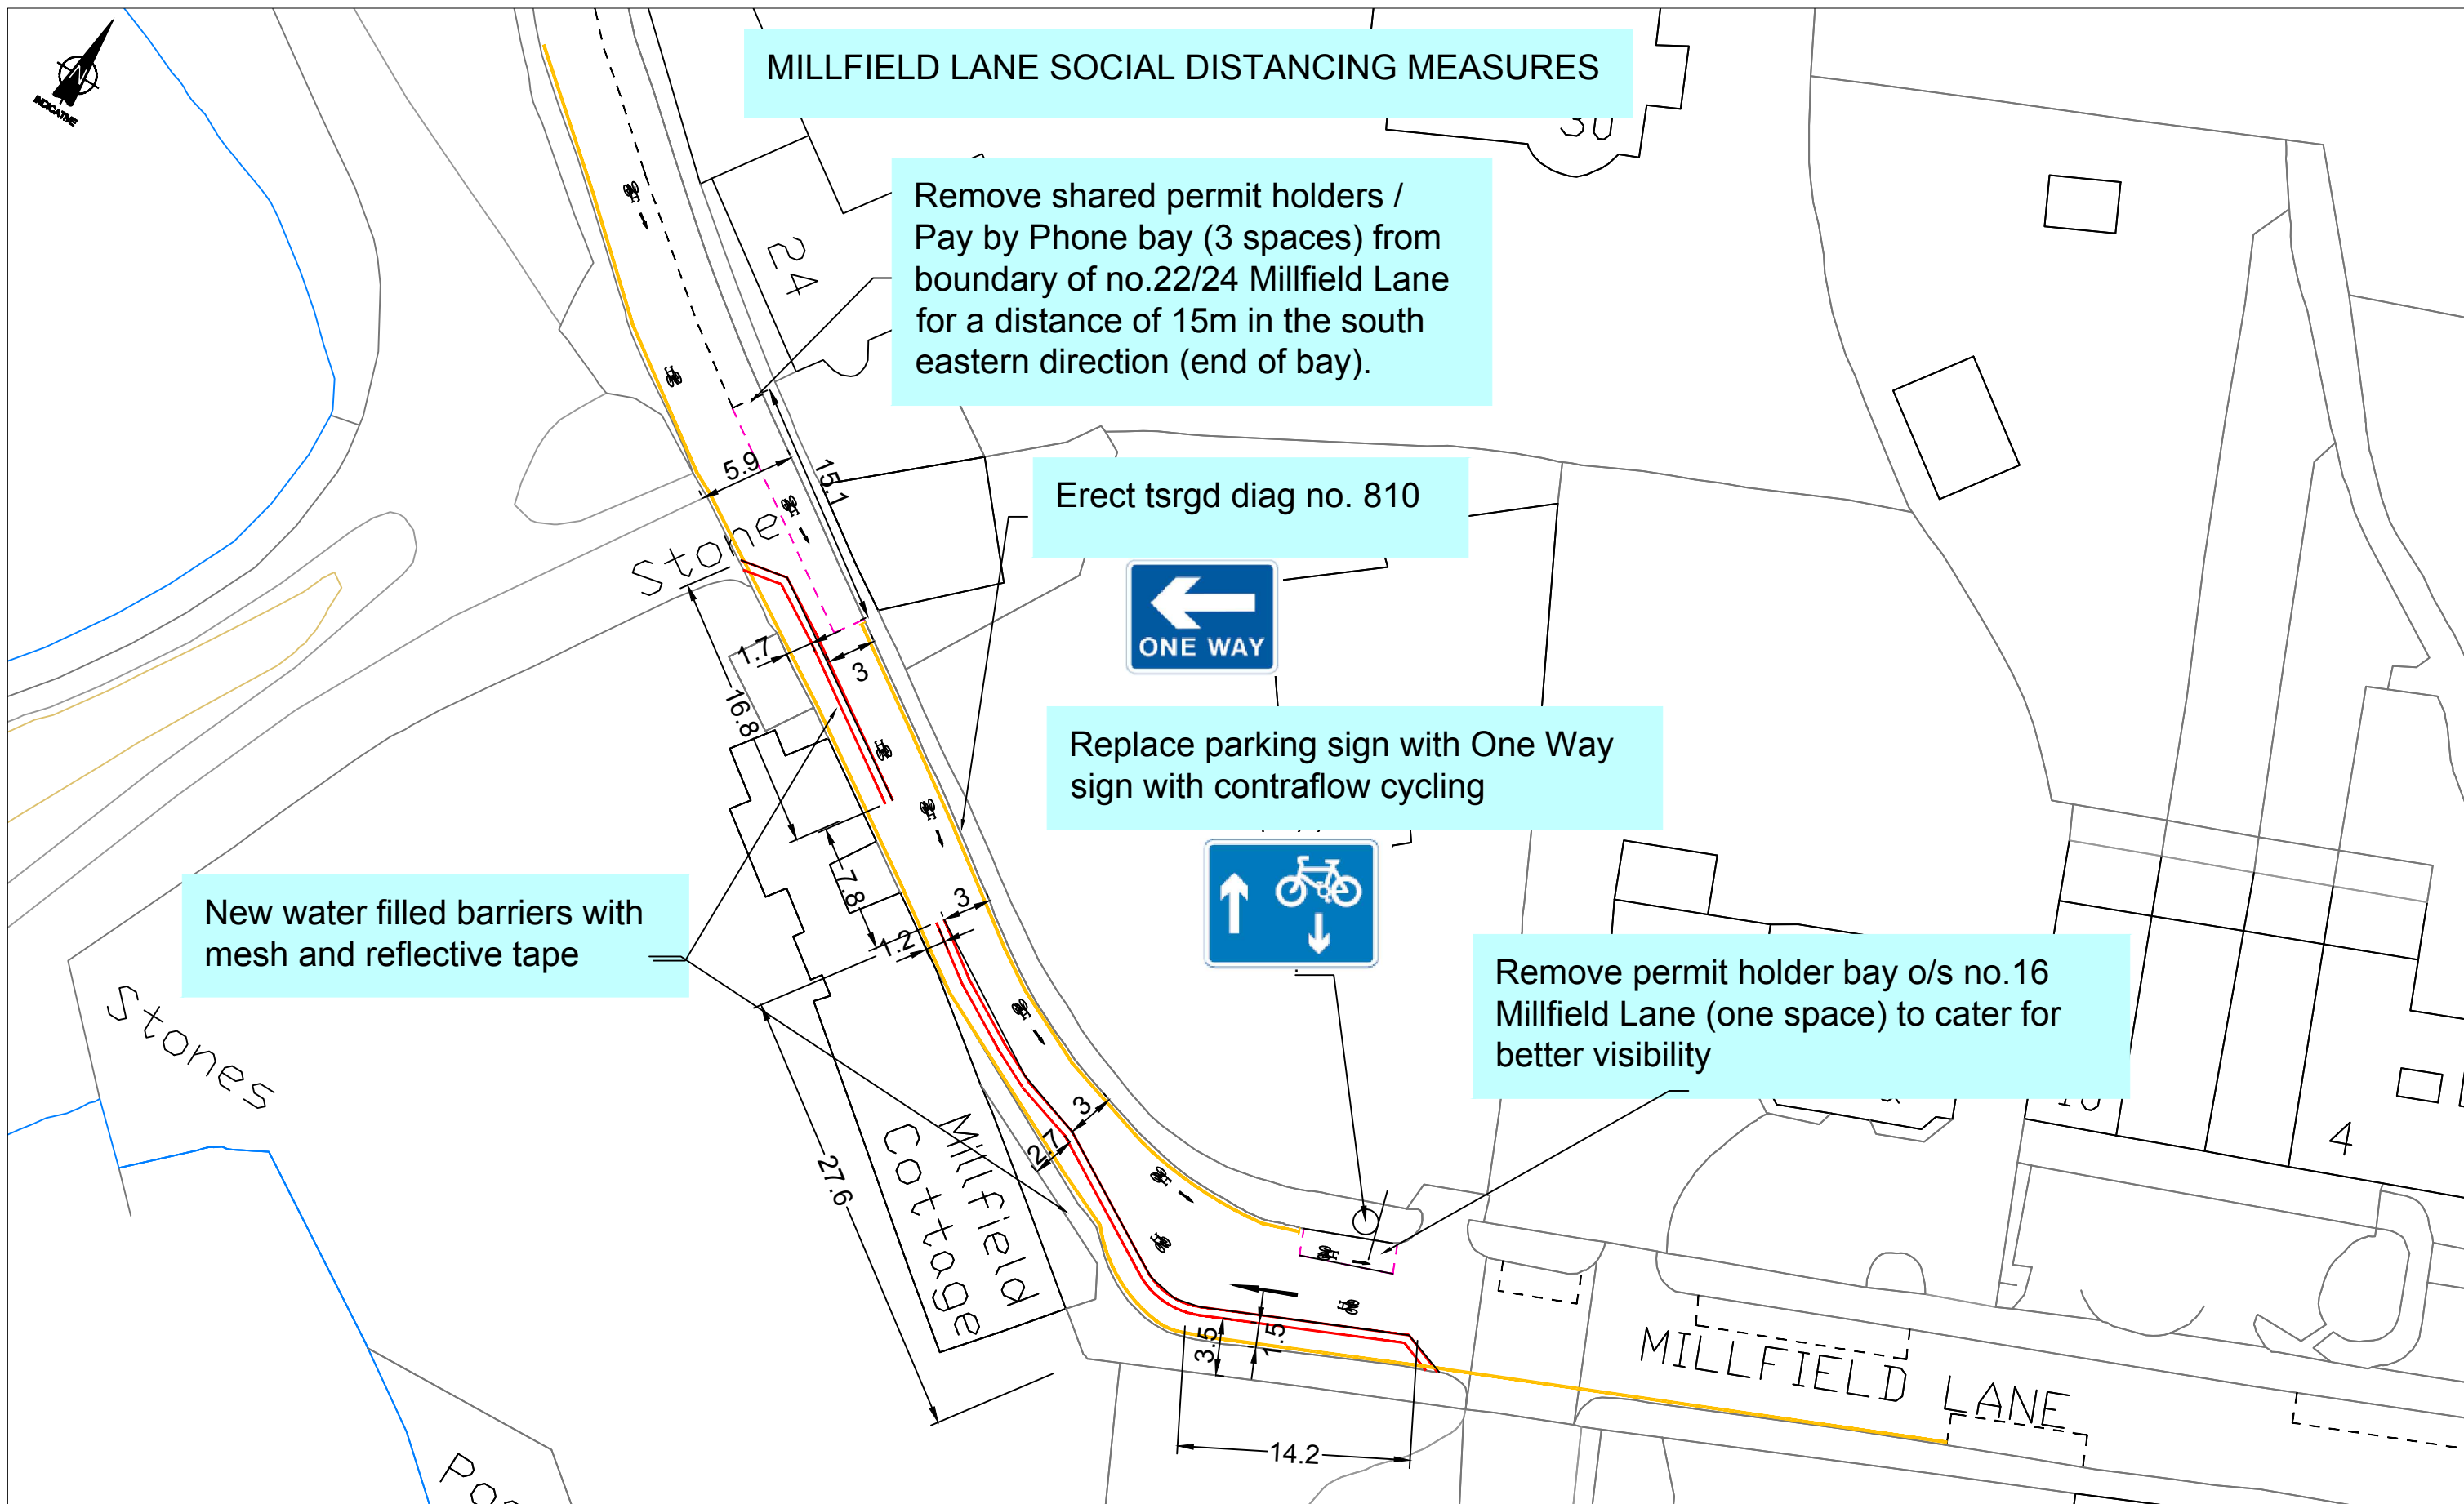 N
INDICATIVE
MILLFIELD LANE SOCIAL DISTANCING MEASURES
30
Remove shared permit holders /
Pay by Phone bay (3 spaces) from
boundary of no.22/24 Millfield Lane
for a distance of 15m in the south
eastern direction (end of bay).
24
5.9
15.1
Stone
Erect tsrgd diag no. 810
ONE WAY
1.7
3
16.8
Replace parking sign with One Way
sign with contraflow cycling
7.8
3
1.2
New water filled barriers with
mesh and reflective tape
Remove permit holder bay o/s no.16
Millfield Lane (one space) to cater for
better visibility
Stones
3
2.7
Millfield
Cottage
27.6
10
4
3.5
1.5
MILLFIELD LANE
14.2